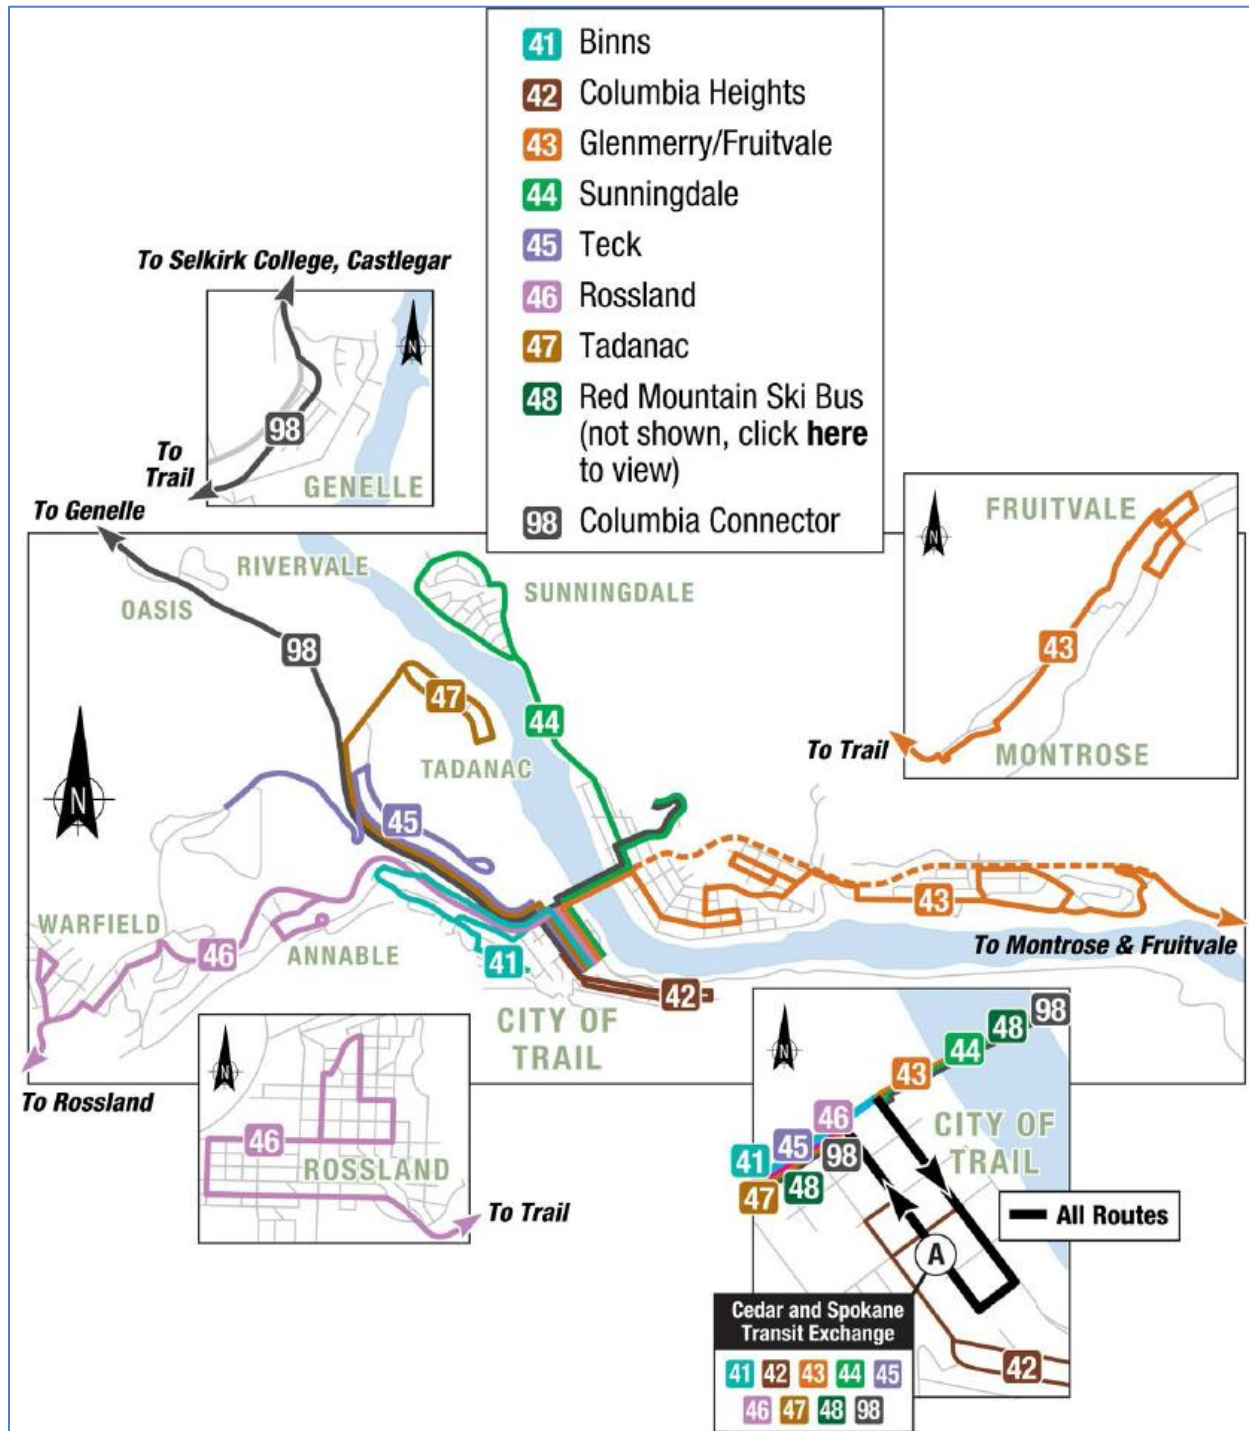 41 Binns
42 Columbia Heights
43 Glenmerry/Fruitvale
44 Sunningdale
45 Teck
46 Rossland
47 Tadanac
48 Red Mountain Ski Bus
(not shown, click here
to view)
98 Columbia Connector
To Selkirk College, Castlegar
N
98
To
Trail
GENELLE
To Genelle
RIVERVALE
OASIS
SUNNINGDALE
98
47
44
TADANAC
N
45
WARFIELD
46
ANNABLE
41
42
43
CITY OF
TRAIL
To Montrose & Fruitvale
To Rossland
N
FRUITVALE
43
To Trail
MONTROSE
N
46
ROSSLAND
To Trail
N
98
48
44
43
46
45
41
98
48
47
CITY OF
TRAIL
All Routes
A
Cedar and Spokane
Transit Exchange
41 42 43 44 45
46 47 48 98
42